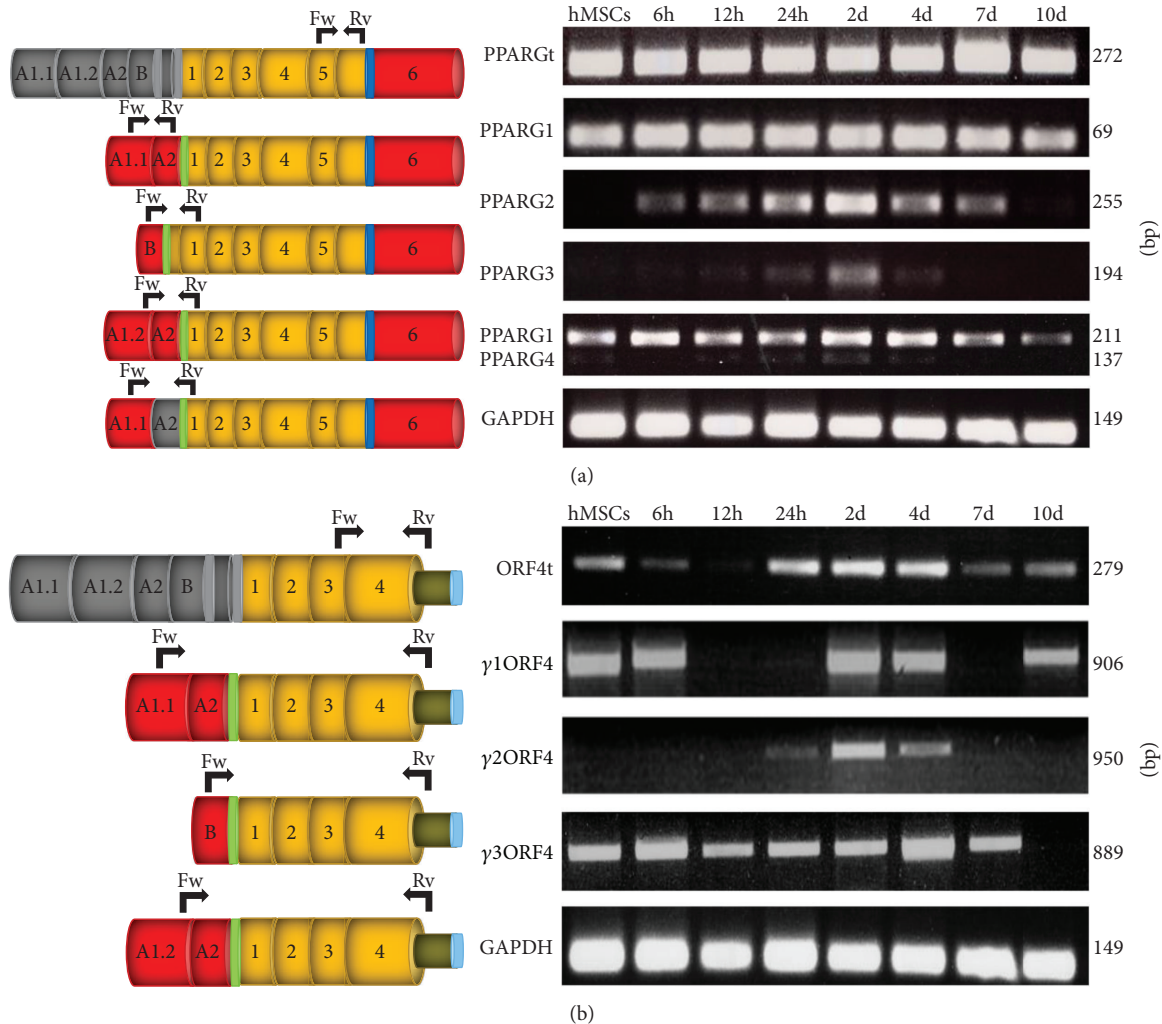 hMSCs 6h 12h 24h 2d 4d 7d 10d
Fw Rv
A1.1 A1.2 A2 B 1 2 3 4 5 6
PPARGt 272
Fw Rv
A1.1 A2 1 2 3 4 5 6
PPARG1 69
Fw Rv
B 1 2 3 4 5 6
PPARG2 255
PPARG3 194
Fw Rv
A1.2 A2 1 2 3 4 5 6
PPARG1 211
PPARG4 137
Fw Rv
A1.1 A2 1 2 3 4 5 6
GAPDH 149
(bp)
(a)
hMSCs 6h 12h 24h 2d 4d 7d 10d
Fw Rv
A1.1 A1.2 A2 B 1 2 3 4
ORF4t 279
Fw Rv
A1.1 A2 1 2 3 4
γ1ORF4 906
Fw Rv
B 1 2 3 4
γ2ORF4 950
γ3ORF4 889
Fw Rv
A1.2 A2 1 2 3 4
GAPDH 149
(bp)
(b)